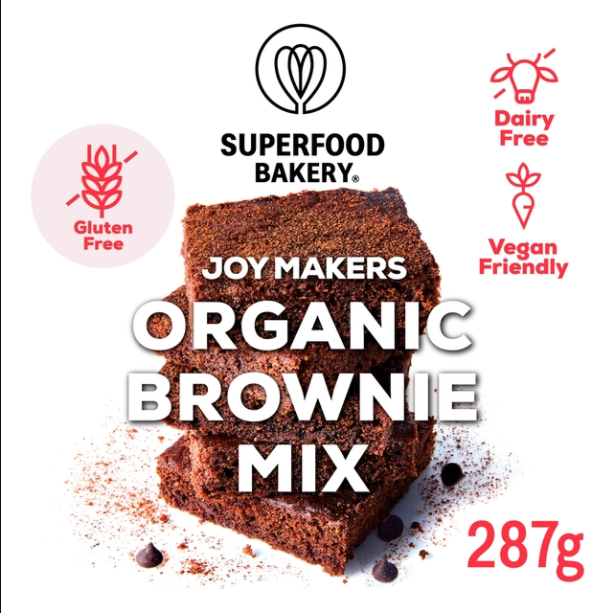 SUPERFOOD
BAKERY®
Gluten
Free
Dairy
Free
Vegan
Friendly
JOY MAKERS
ORGANIC
BROWNIE
MIX
287g